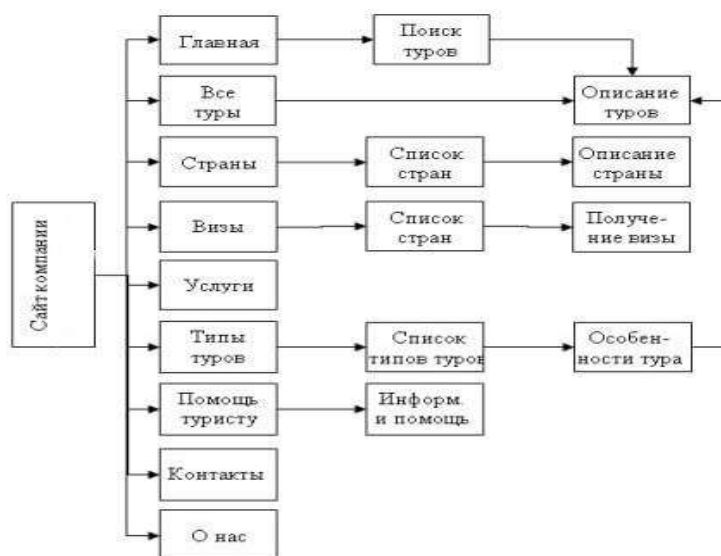 Главная
Поиск
туров
Все
туры
Описание
туров
Страны
Список
стран
Описание
страны
Сайт компании
Визы
Список
стран
Получе-
ние визы
Услуги
Типы
туров
Список
типов туров
Особен-
ности тура
Помощь
туристу
Информ.
и помощь
Контакты
О нас